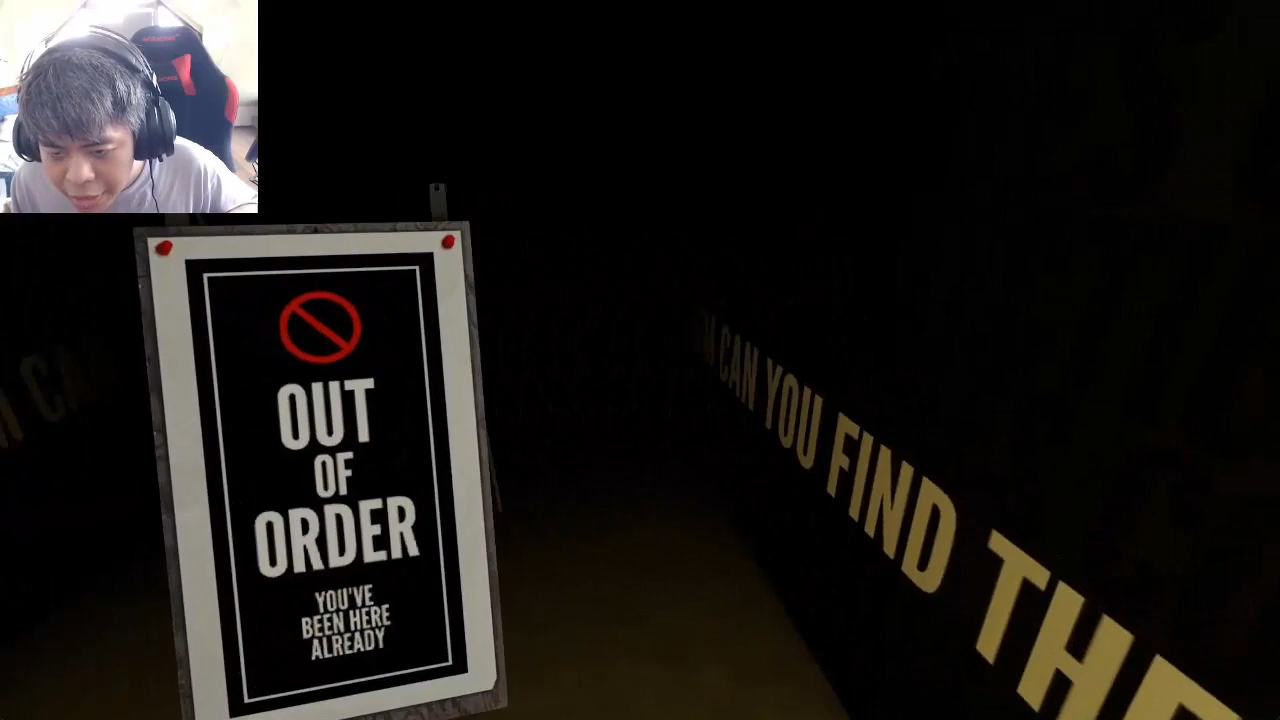 OUT
OF
ORDER
YOU'VE
BEEN HERE
ALREADY
CAN YOU FIND THE